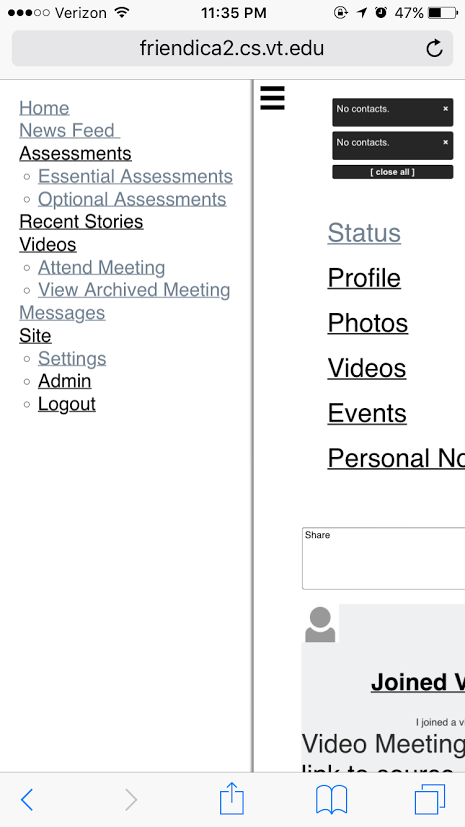 Verizon 11:35 PM 47%
friendica2.cs.vt.edu
Home
News Feed
Assessments
Essential Assessments
Optional Assessments
Recent Stories
Videos
Attend Meeting
View Archived Meeting
Messages
Site
Settings
Admin
Logout
No contacts. ×
No contacts. ×
[ close all ]
Status
Profile
Photos
Videos
Events
Personal No
Share
Joined V
I joined a v
Video Meeting
link to course